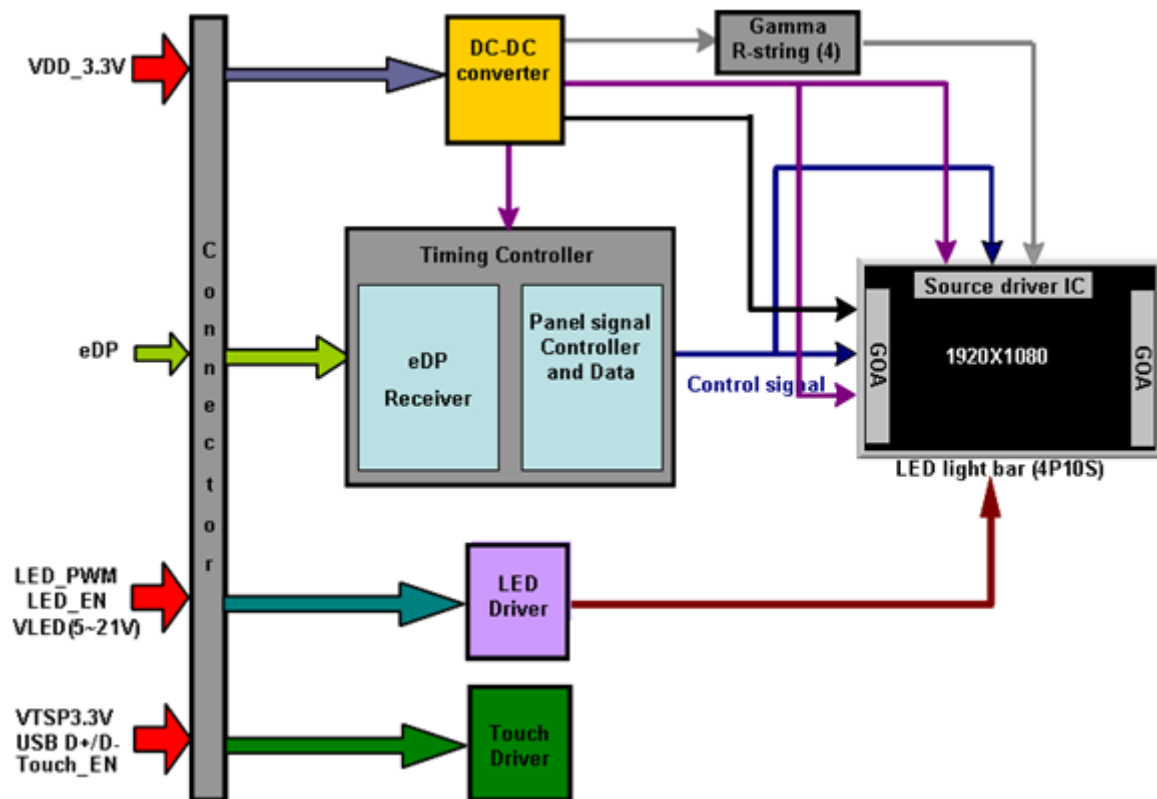 VDD_3.3V
DC-DC
converter
Gamma
R-string (4)
Connector
Timing Controller
eDP
eDP
Receiver
Panel signal
Controller
and Data
Control signal
Source driver IC
GOA
1920X1080
GOA
LED light bar (4P10S)
LED_PWM
LED_EN
VLED(5~21V)
LED
Driver
VTSP3.3V
USB D+/D-
Touch_EN
Touch
Driver